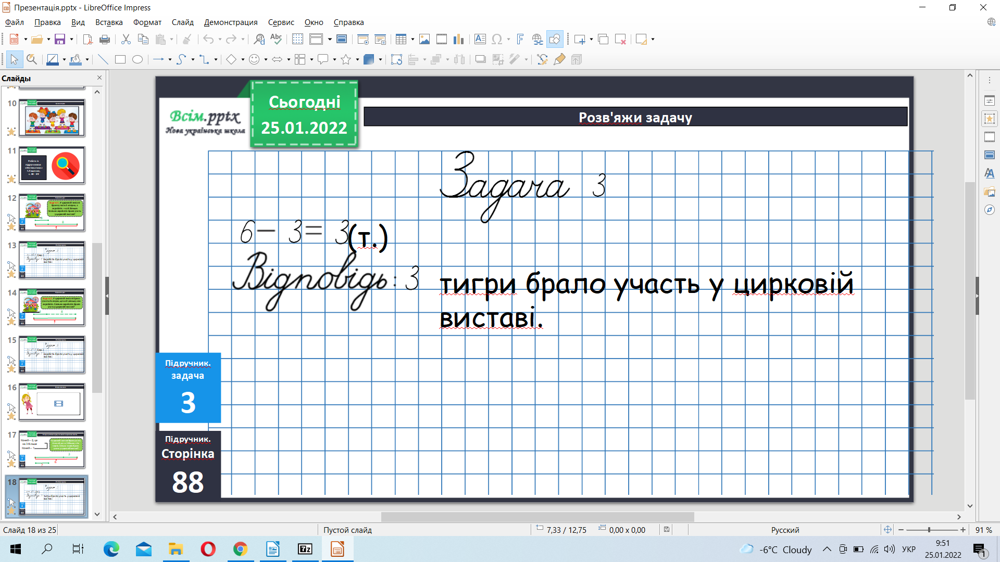 Презентація.pptx - LibreOffice Impress
Файл Правка Вид Вставка Формат Слайд Демонстрация Сервис Окно Справка
Слайды
10
11
12
13
14
15
16
17
18
Сьогодні
25.01.2022
Всім.pptx
Нова українська школа
Розв'яжи задачу
Задача 3
6 − 3 = 3 (т.)
Відповідь: 3 тигри брало участь у цирковій
виставі.
Підручник.
задача
3
Підручник.
Сторінка
88
Слайд 18 из 25
Пустой слайд
7,33 / 12,75
0,00 x 0,00
Русский
91 %
-6°C Cloudy
УКР
9:51
25.01.2022
1